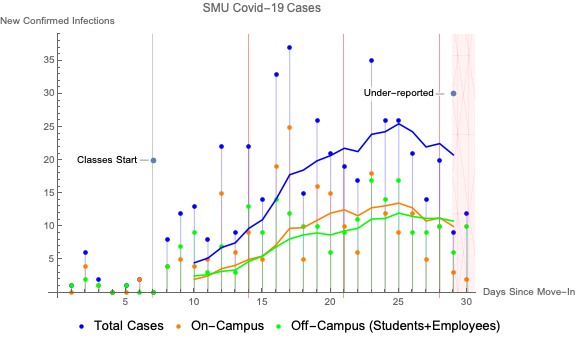 SMU Covid-19 Cases
New Confirmed Infections
35
30
Under-reported
25
20
Classes Start
15
10
5
5
10
15
20
25
30
Days Since Move-In
Total Cases
On-Campus
Off-Campus (Students+Employees)